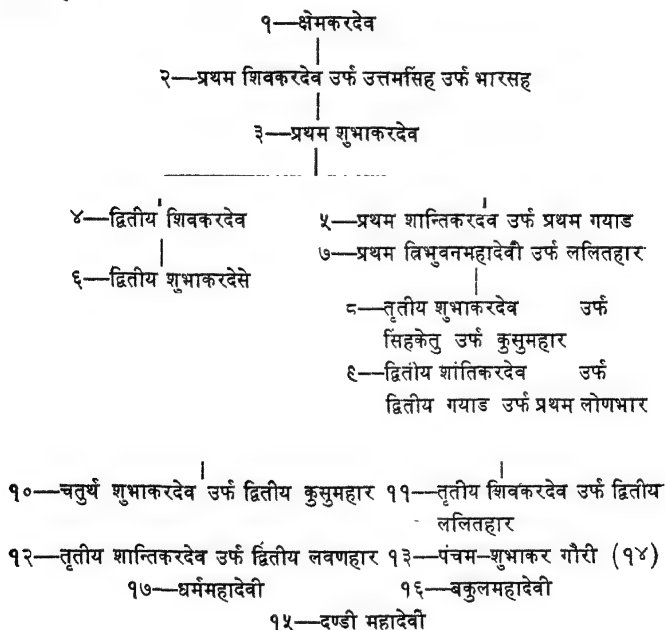 १—क्षेमकरदेव
२—प्रथम शिवकरदेव उर्फ उत्तमसिंह उर्फ भारसह
३—प्रथम शुभाकरदेव
४—द्वितीय शिवकरदेव ५—प्रथम शान्तिकरदव उर्फ प्रथम गयाड
६—द्वितीय शुभाकरदेसे ७—प्रथम त्रिभुवनमहादेवी उर्फ ललितहार
८—तृतीय शुभाकरदेव उर्फ
सिंहकेतु उर्फ कुसुमहार
९—द्वितीय शांतिकरदेव उर्फ
द्वितीय गयाड उर्फ प्रथम लोणभार
१०—चतुर्थ शुभाकरदेव उर्फ द्वितीय कुसुमहार ११—तृतीय शिवकरदेव उर्फ द्वितीय
ललितहार
१२—तृतीय शान्तिकरदेव उर्फ द्वितीय लवणहार १३—पंचम-शुभाकर गौरी (१४)
१७—धर्ममहादेवी १६—बकुलमहादेवी
१५—दण्डी महादेवी